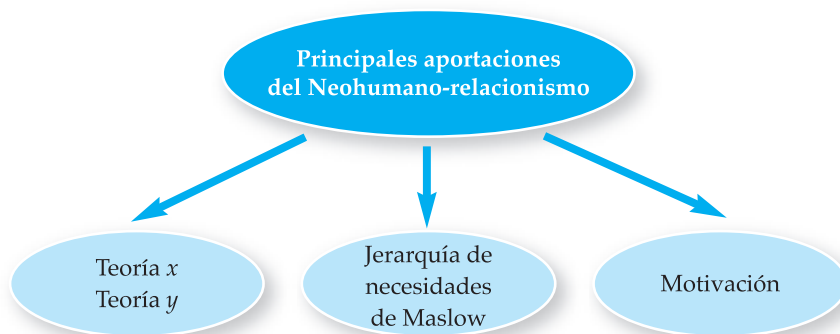 Principales aportaciones
del Neohumano-relacionismo
Teoría x
Teoría y
Jerarquía de
necesidades
de Maslow
Motivación